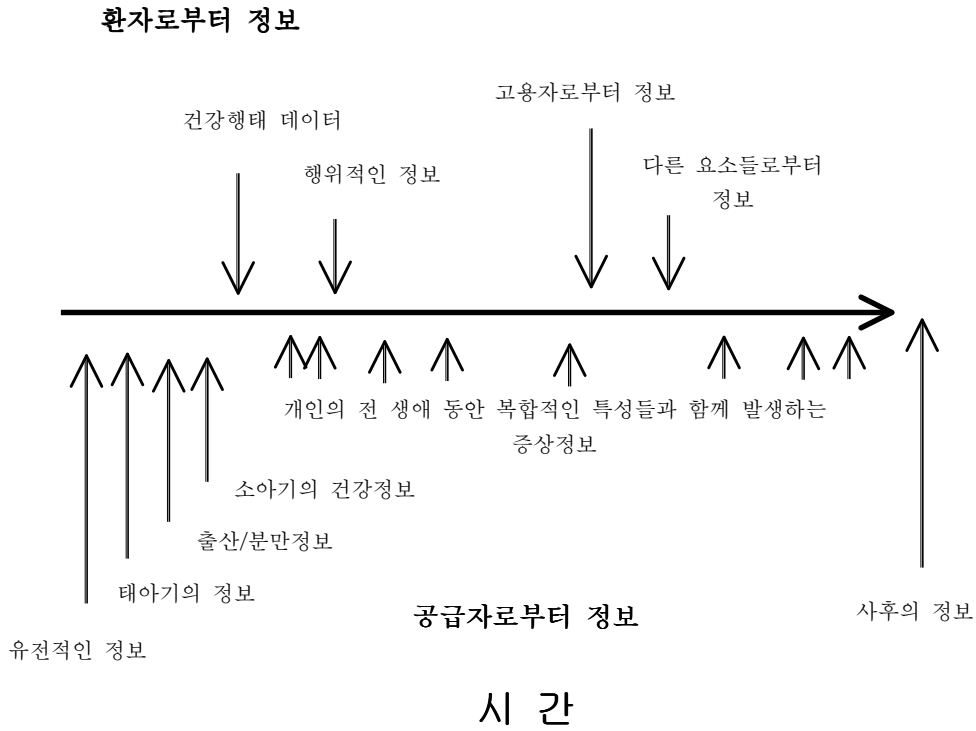 환자로부터 정보
고용자로부터 정보
건강행태 데이터
행위적인 정보
다른 요소들로부터
정보
개인의 전 생애 동안 복합적인 특성들과 함께 발생하는
증상정보
소아기의 건강정보
출산/분만정보
태아기의 정보
공급자로부터 정보
사후의 정보
유전적인 정보
시 간